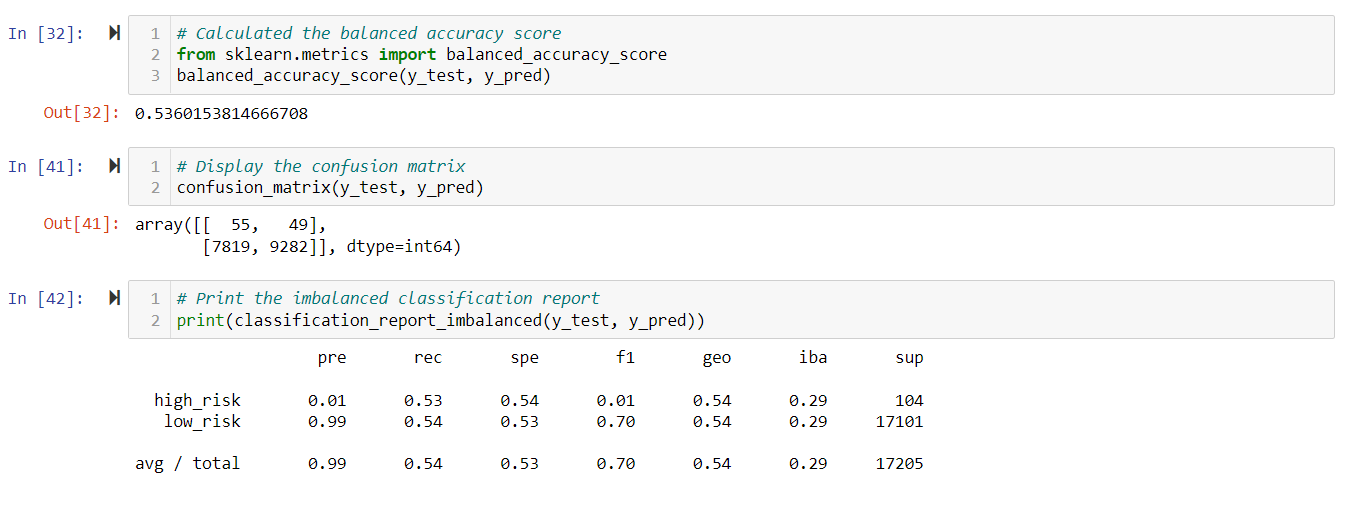 In [32]:
1 # Calculated the balanced accuracy score
2 from sklearn.metrics import balanced_accuracy_score
3 balanced_accuracy_score(y_test, y_pred)
Out[32]: 0.5360153814666708
In [41]:
1 # Display the confusion matrix
2 confusion_matrix(y_test, y_pred)
Out[41]: array([[  55,   49],
       [7819, 9282]], dtype=int64)
In [42]:
1 # Print the imbalanced classification report
2 print(classification_report_imbalanced(y_test, y_pred))
pre rec spe f1 geo iba sup
high_risk 0.01 0.53 0.54 0.01 0.54 0.29 104
low_risk 0.99 0.54 0.53 0.70 0.54 0.29 17101
avg / total 0.99 0.54 0.53 0.70 0.54 0.29 17205